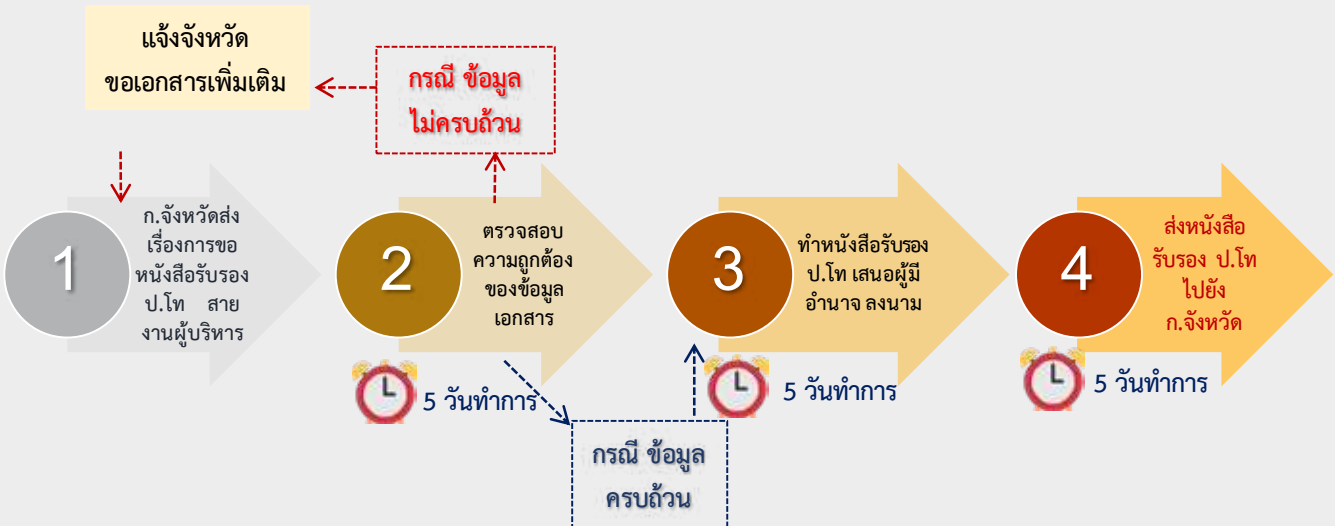 แจ้งจังหวัด
ขอเอกสารเพิ่มเติม
กรณี ข้อมูล
ไม่ครบถ้วน
1
ก.จังหวัดส่ง
เรื่องการขอ
หนังสือรับรอง
ป.โท สาย
งานผู้บริหาร
2
ตรวจสอบ
ความถูกต้อง
ของข้อมูล
เอกสาร
5 วันทำการ
กรณี ข้อมูล
ครบถ้วน
3
ทำหนังสือรับรอง
ป.โท เสนอผู้มี
อำนาจ ลงนาม
5 วันทำการ
4
ส่งหนังสือ
รับรอง ป.โท
ไปยัง
ก.จังหวัด
5 วันทำการ